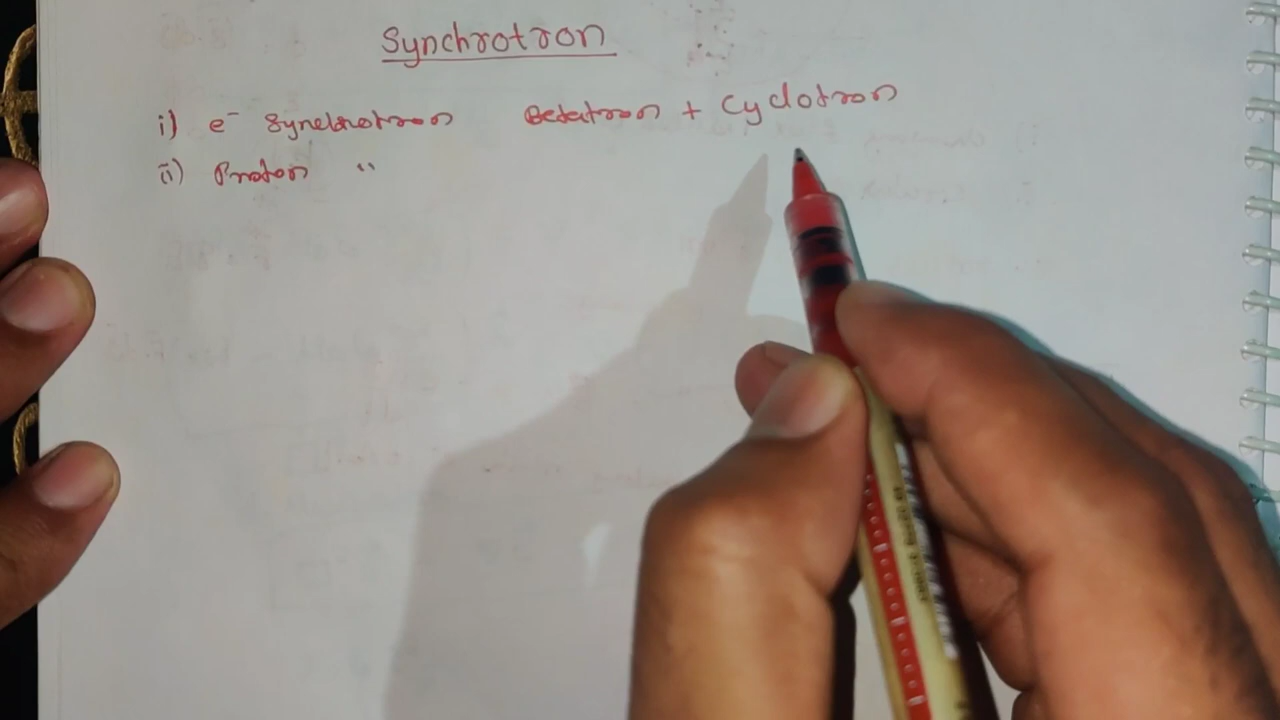 Synchrotron
i) e⁻ Synchrotron Betatron + Cyclotron
ii) Proton "